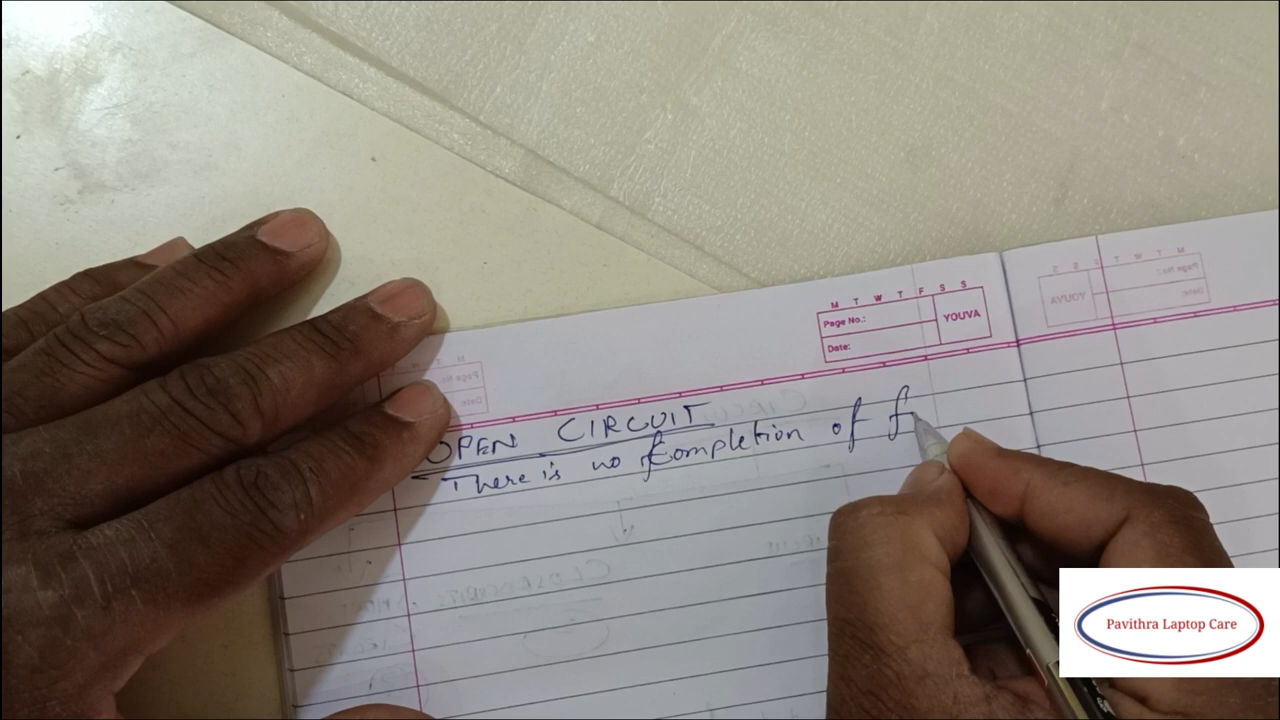 M T W T F S S
Page No.:
YOUVA
Date:
OPEN CIRCUIT
There is no completion of f
Pavithra Laptop Care